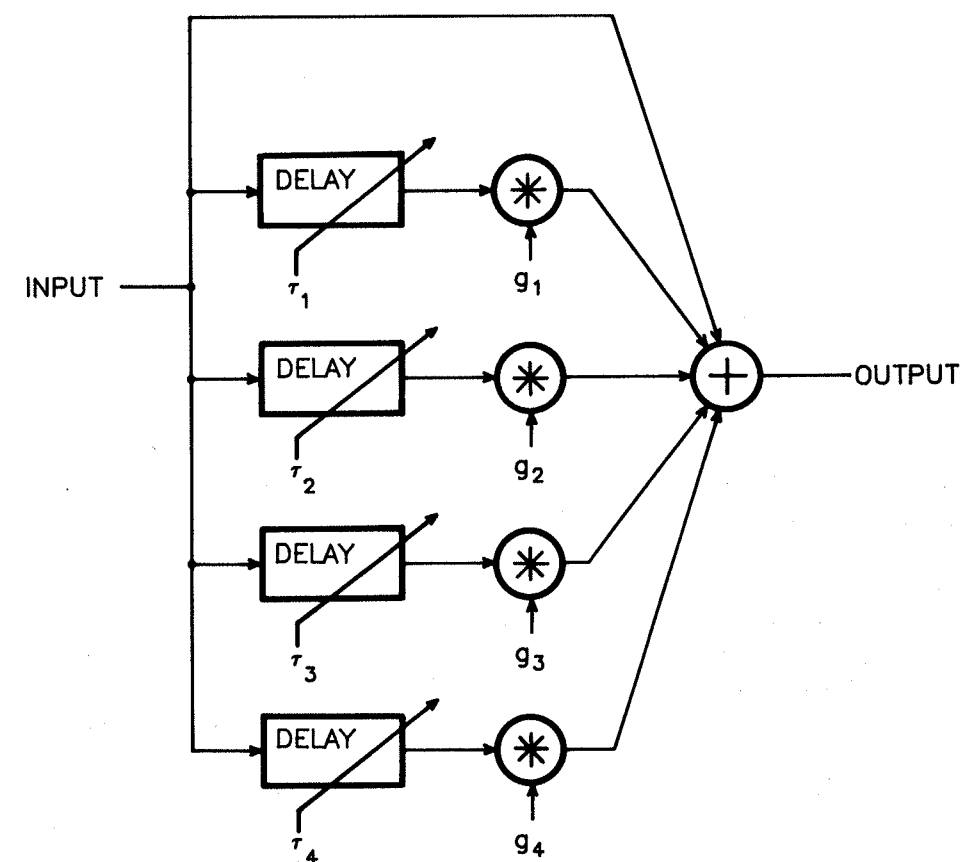 DELAY
τ1
g1
INPUT
DELAY
τ2
g2
OUTPUT
DELAY
τ3
g3
DELAY
τ4
g4